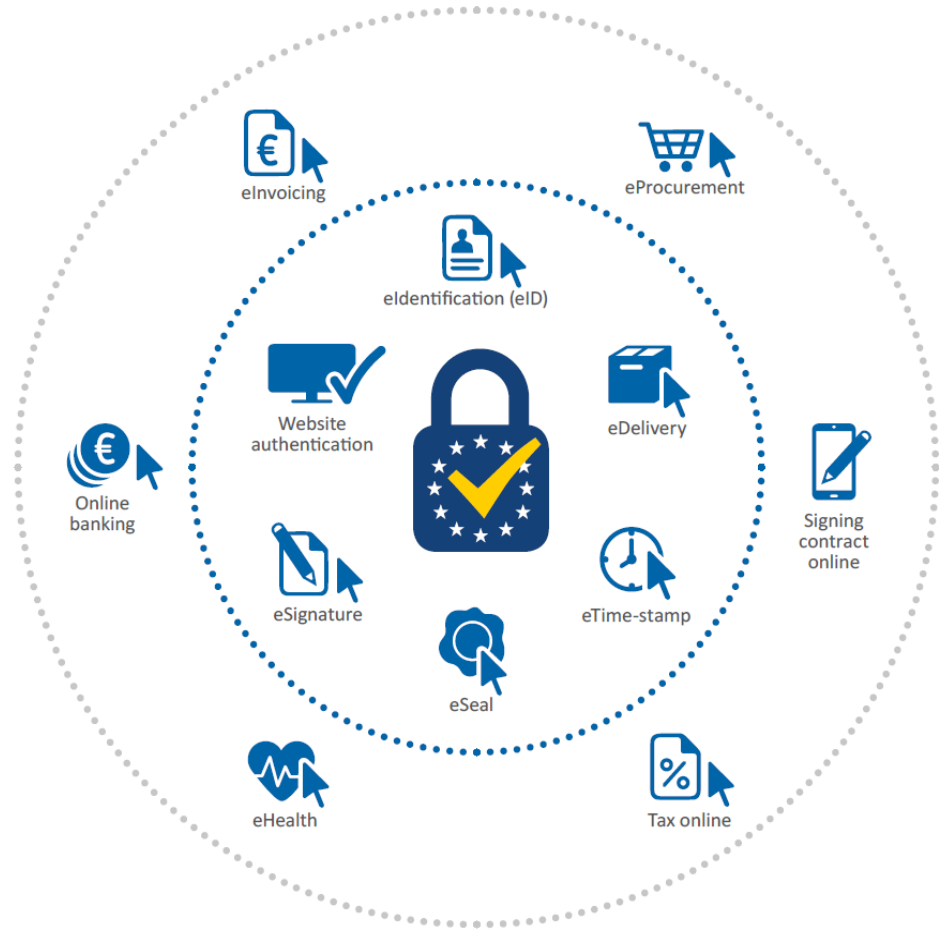 eInvoicing
eProcurement
eIdentification (eID)
Website
authentication
eDelivery
Online
banking
Signing
contract
online
eSignature
eTime-stamp
eSeal
eHealth
Tax online